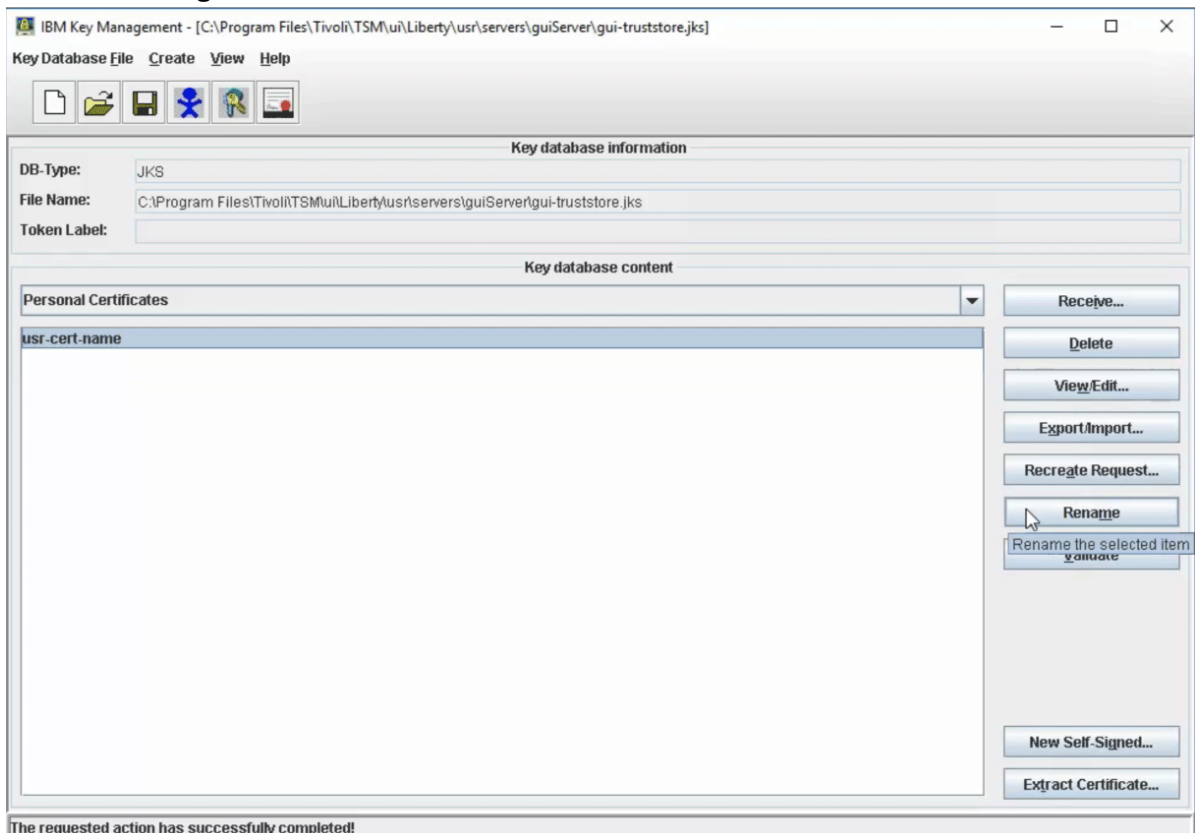 IBM Key Management - [C:\Program Files\Tivoli\TSM\ui\Liberty\usr\servers\guiServer\gui-truststore.jks]
Key Database File Create View Help
Key database information
DB-Type: JKS
File Name: C:\Program Files\Tivoli\TSM\ui\Liberty\usr\servers\guiServer\gui-truststore.jks
Token Label:
Key database content
Personal Certificates
Receive...
usr-cert-name
Delete
View/Edit...
Export/Import...
Recreate Request...
Rename
Rename the selected item
Validate
New Self-Signed...
Extract Certificate...
The requested action has successfully completed!